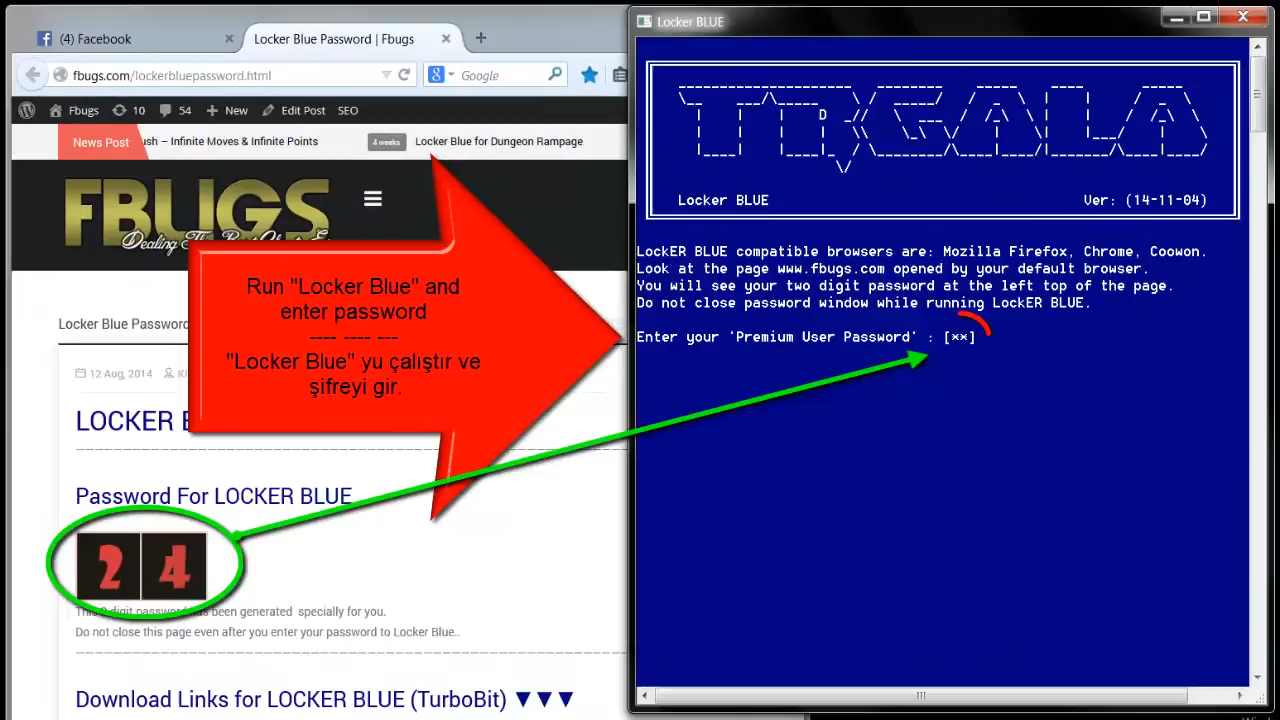 (4) Facebook
Locker Blue Password | Fbugs
fbugs.com/lockerbluepassword.html
Google
Fbugs
10
54
New
Edit Post
SEO
News Post
ush – Infinite Moves & Infinite Points
4 weeks
Locker Blue for Dungeon Rampage
FBUGS
Dealing The Best
Run "Locker Blue" and
enter password
---- ---- ---
"Locker Blue" yu çalıştır ve
şifreyi gir.
Locker Blue Password
12 Aug, 2014
LOCKER B
Password For LOCKER BLUE
24
This 2 digit password has been generated specially for you.
Do not close this page even after you enter your password to Locker Blue..
Download Links for LOCKER BLUE (TurboBit) ▼▼▼
Locker BLUE
TRGALA
Locker BLUE
Ver: (14-11-04)
LockER BLUE compatible browsers are: Mozilla Firefox, Chrome, Coowon.
Look at the page www.fbugs.com opened by your default browser.
You will see your two digit password at the left top of the page.
Do not close password window while running LockER BLUE.
Enter your 'Premium User Password' : [**]